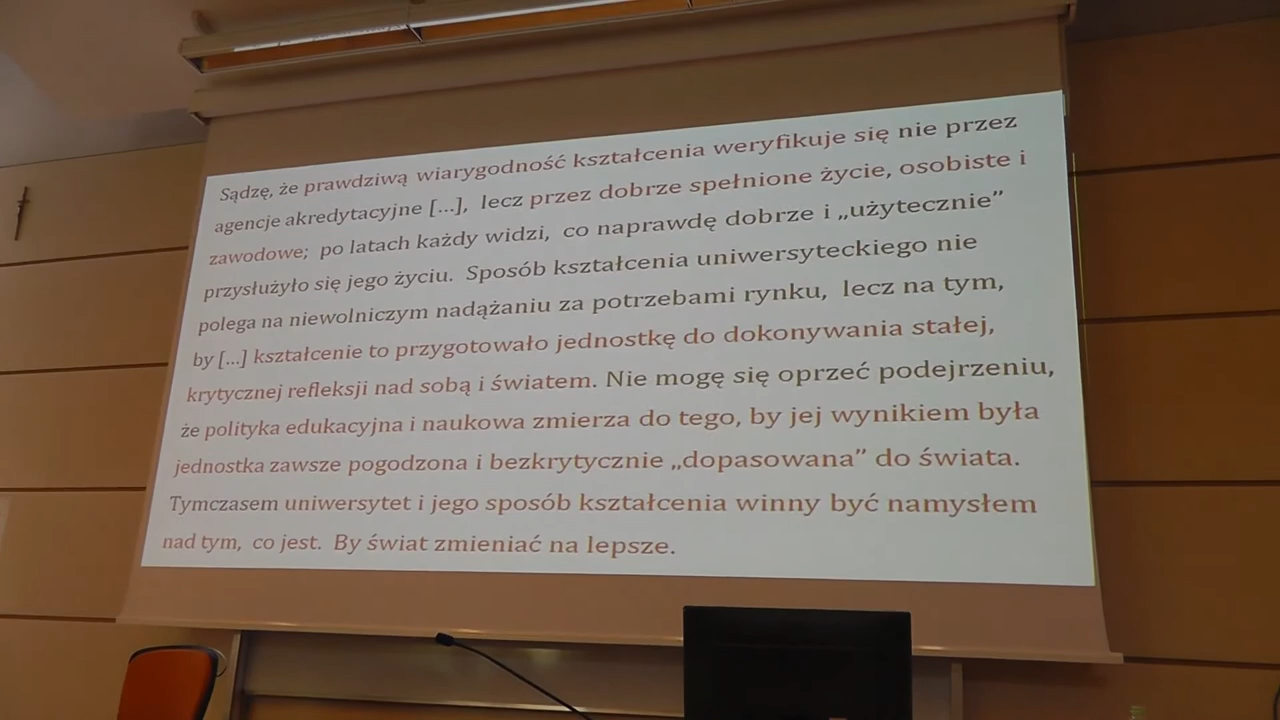 Sądzę, że prawdziwą wiarygodność kształcenia weryfikuje się nie przez
agencje akredytacyjne [...], lecz przez dobrze spełnione życie, osobiste i
zawodowe; po latach każdy widzi, co naprawdę dobrze i „użytecznie”
przysłużyło się jego życiu. Sposób kształcenia uniwersyteckiego nie
polega na niewolniczym nadążaniu za potrzebami rynku, lecz na tym,
by [...] kształcenie to przygotowało jednostkę do dokonywania stałej,
krytycznej refleksji nad sobą i światem. Nie mogę się oprzeć podejrzeniu,
że polityka edukacyjna i naukowa zmierza do tego, by jej wynikiem była
jednostka zawsze pogodzona i bezkrytycznie „dopasowana” do świata.
Tymczasem uniwersytet i jego sposób kształcenia winny być namysłem
nad tym, co jest. By świat zmieniać na lepsze.